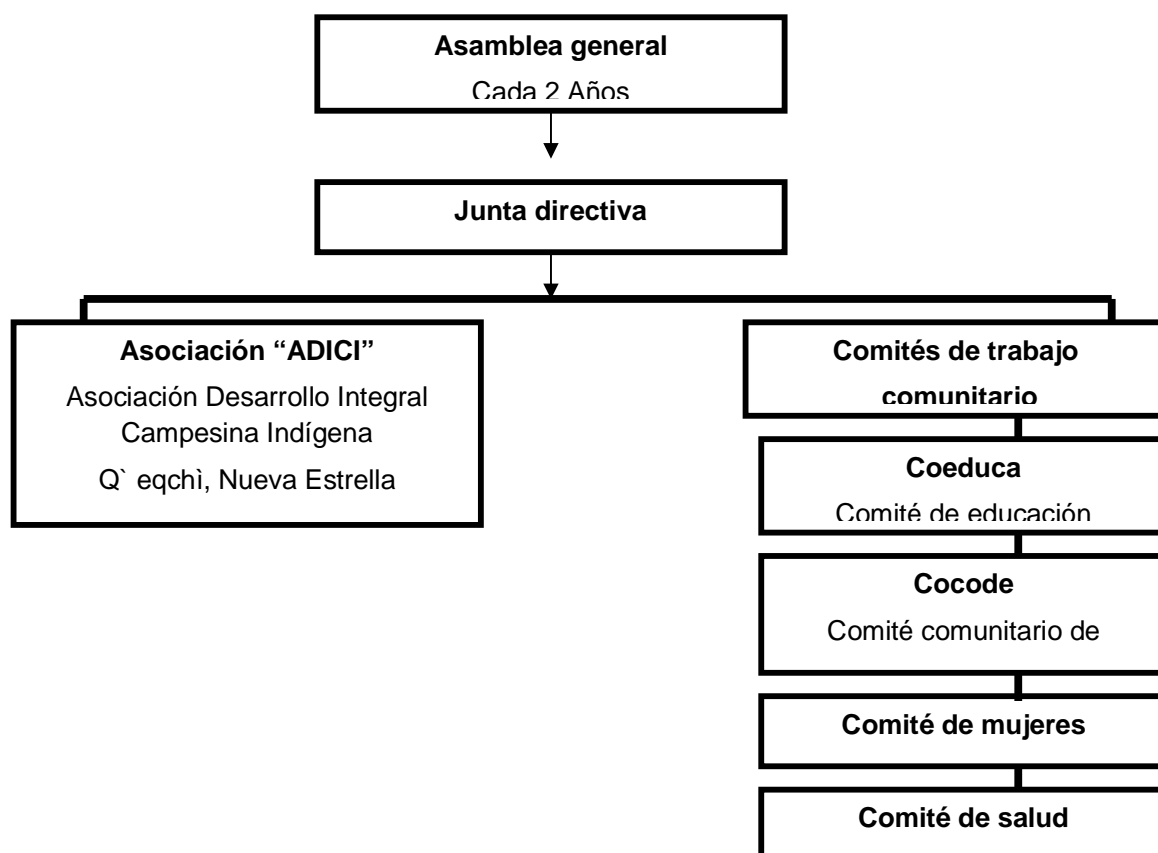 Asamblea general
Cada 2 Años
Junta directiva
Asociación “ADICI”
Asociación Desarrollo Integral
Campesina Indígena
Q` eqchì, Nueva Estrella
Comités de trabajo
comunitario
Coeduca
Comité de educación
Cocode
Comité comunitario de
Comité de mujeres
Comité de salud